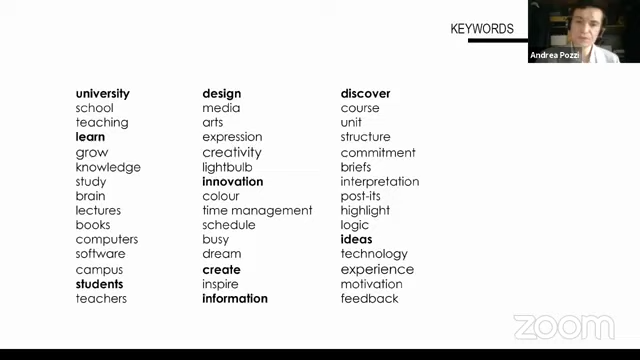 KEYWORDS
Andrea Pozzi
university
school
teaching
learn
grow
knowledge
study
brain
lectures
books
computers
software
campus
students
teachers
design
media
arts
expression
creativity
lightbulb
innovation
colour
time management
schedule
busy
dream
create
inspire
information
discover
course
unit
structure
commitment
briefs
interpretation
post-its
highlight
logic
ideas
technology
experience
motivation
feedback
zoom